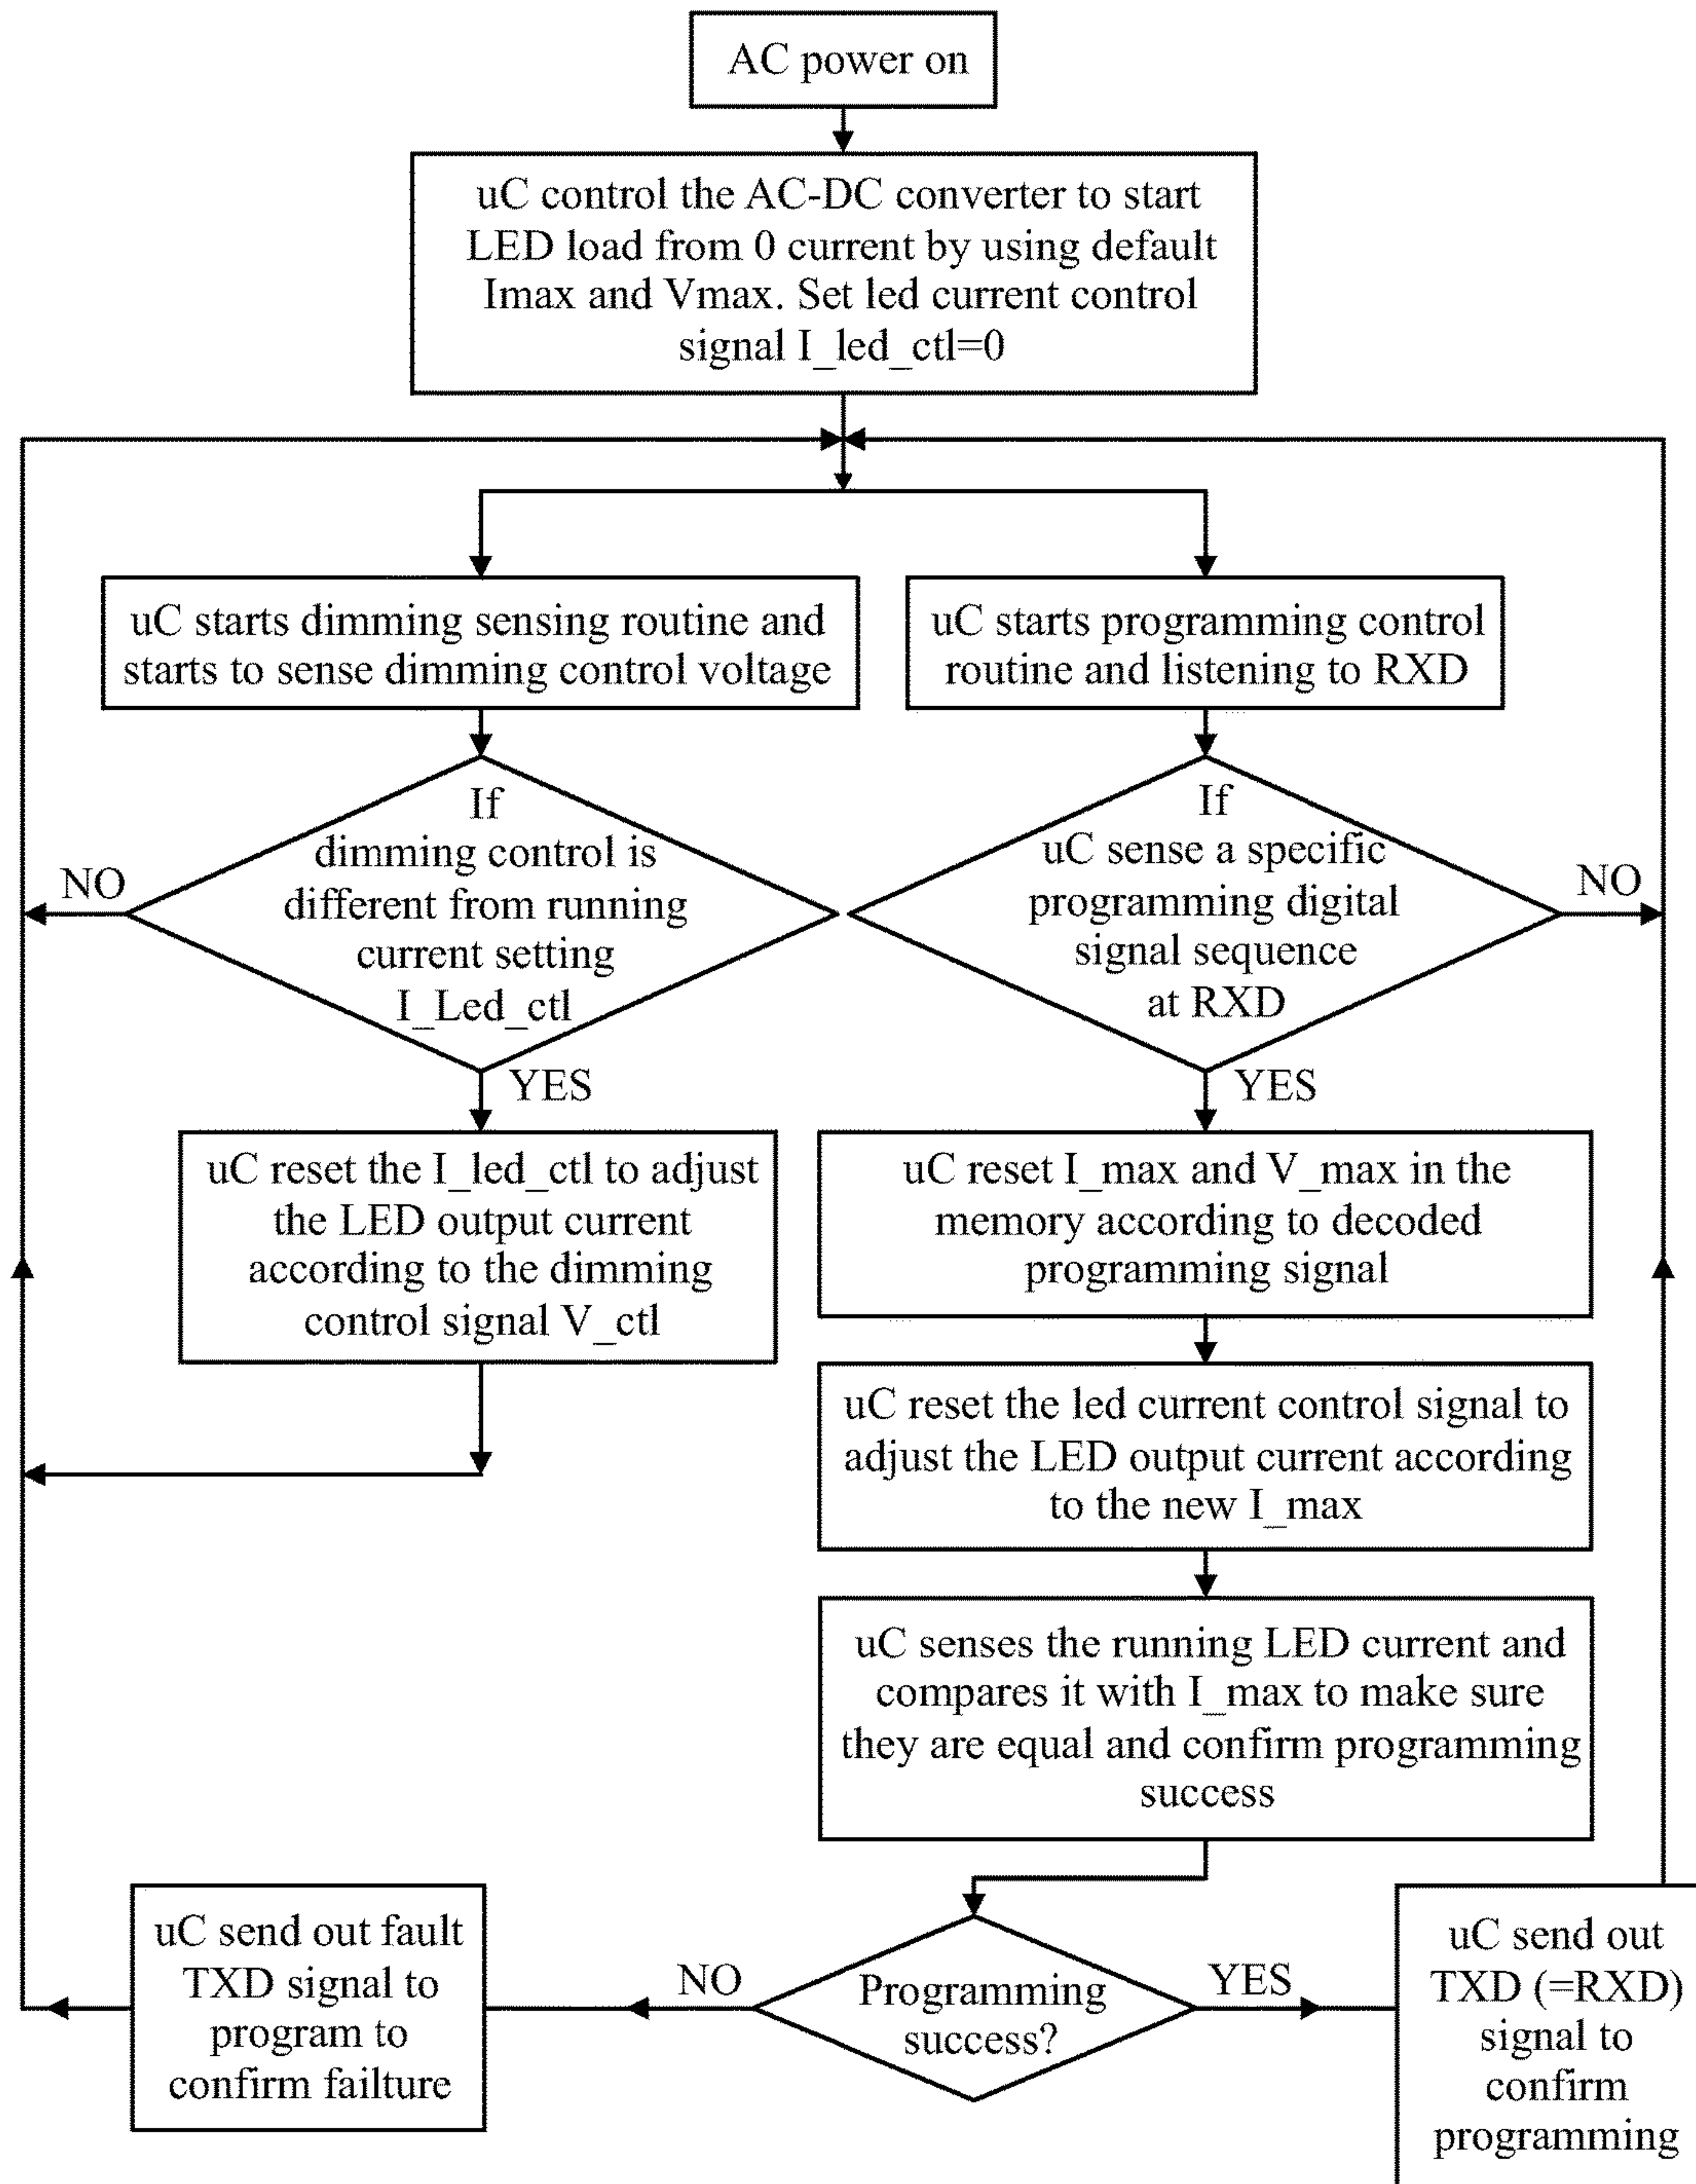 AC power on
uC control the AC-DC converter to start
LED load from 0 current by using default
Imax and Vmax. Set led current control
signal I_led_ctl=0
uC starts dimming sensing routine and
starts to sense dimming control voltage
uC starts programming control
routine and listening to RXD
If
dimming control is
different from running
current setting
I_Led_ctl
NO
YES
If
uC sense a specific
programming digital
signal sequence
at RXD
NO
YES
uC reset the I_led_ctl to adjust
the LED output current
according to the dimming
control signal V_ctl
uC reset I_max and V_max in the
memory according to decoded
programming signal
uC reset the led current control signal to
adjust the LED output current according
to the new I_max
uC senses the running LED current and
compares it with I_max to make sure
they are equal and confirm programming
success
uC send out fault
TXD signal to
program to
confirm failture
NO
Programming
success?
YES
uC send out
TXD (=RXD)
signal to
confirm
programming